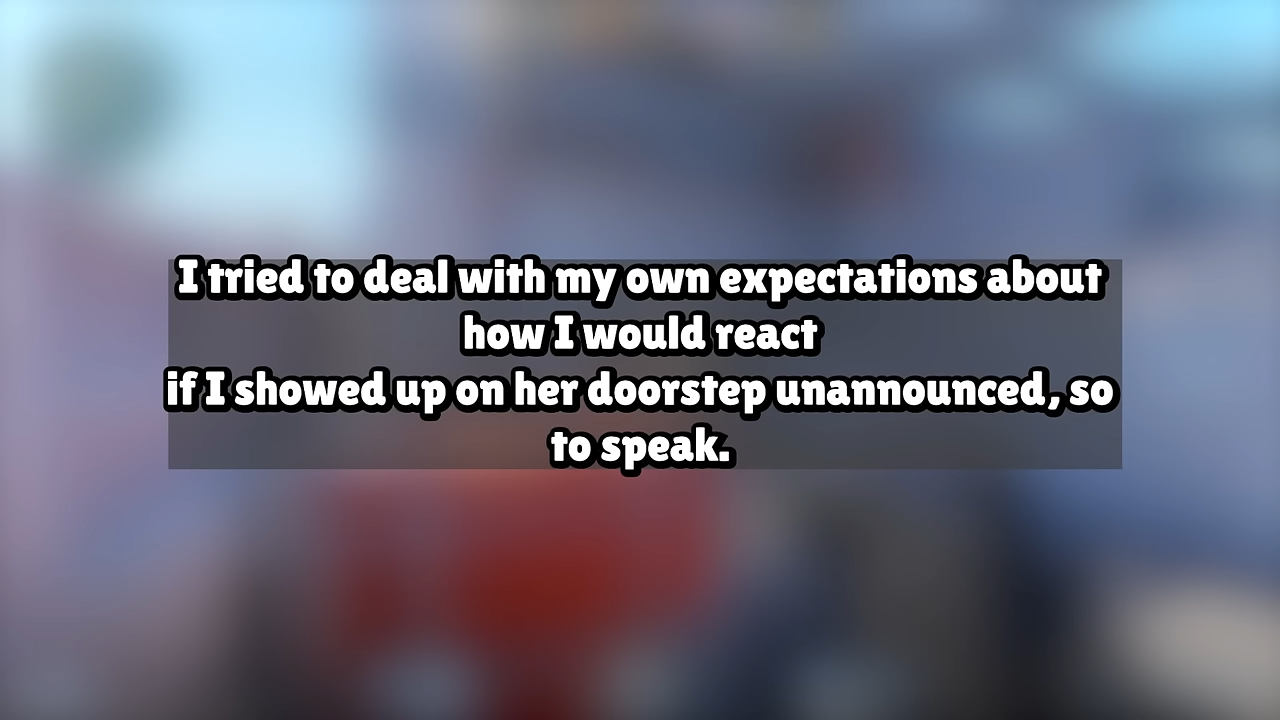 I tried to deal with my own expectations about
how I would react
if I showed up on her doorstep unannounced, so
to speak.